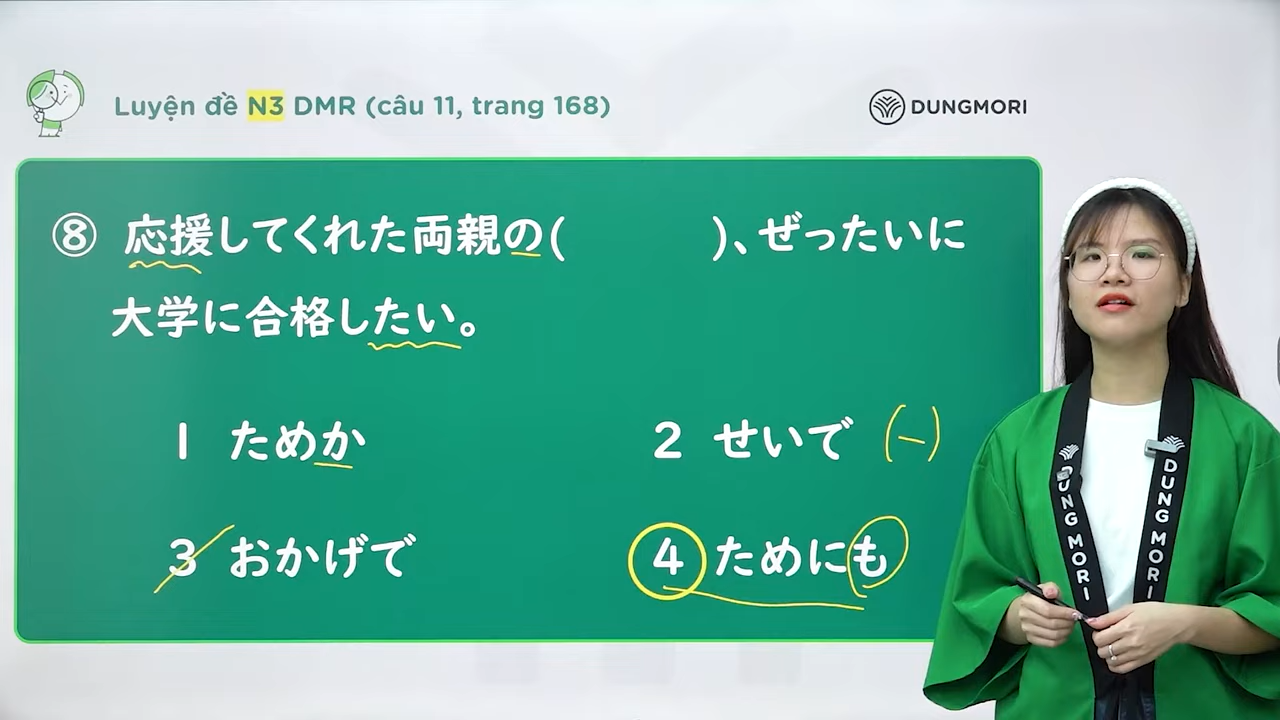 Luyện đề N3 DMR (câu 11, trang 168)
DUNGMORI
⑧ 応援してくれた両親の( )、ぜったいに
大学に合格したい。
1 ためか
2 せいで (-)
3 おかげで
4 ためにも
DUNG MORI
DUNG MORI